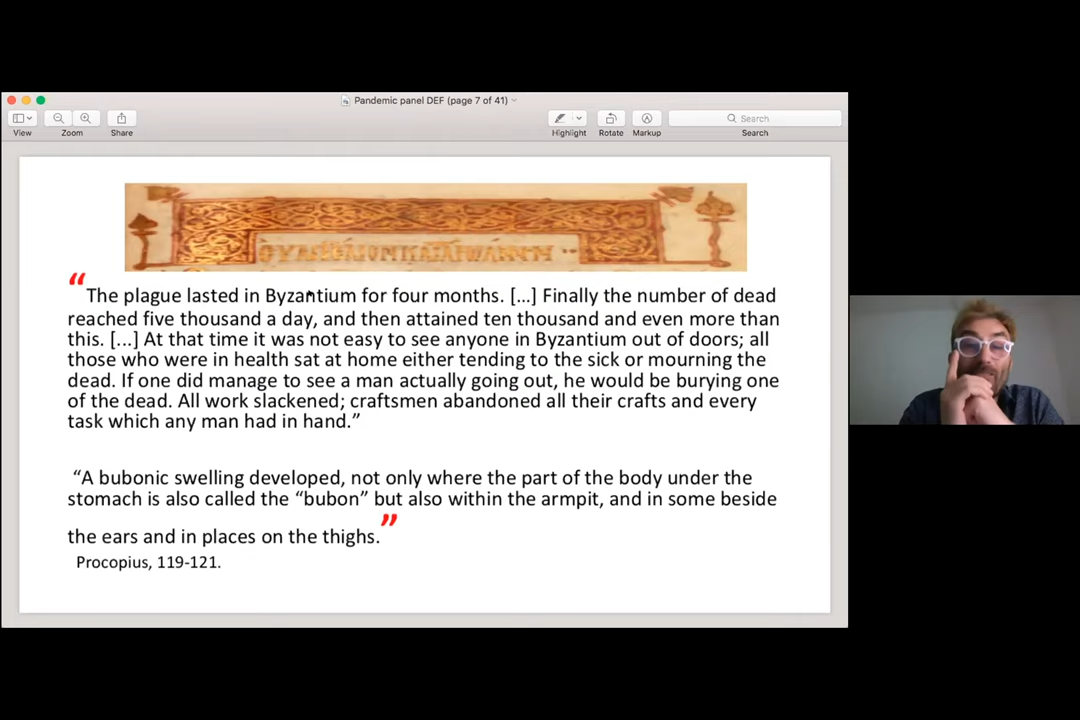 Pandemic panel DEF (page 7 of 41)
View
Zoom
Share
Highlight
Rotate
Markup
Search
Search
“The plague lasted in Byzantium for four months. […] Finally the number of dead
reached five thousand a day, and then attained ten thousand and even more than
this. […] At that time it was not easy to see anyone in Byzantium out of doors; all
those who were in health sat at home either tending to the sick or mourning the
dead. If one did manage to see a man actually going out, he would be burying one
of the dead. All work slackened; craftsmen abandoned all their crafts and every
task which any man had in hand.”
“A bubonic swelling developed, not only where the part of the body under the
stomach is also called the “bubon” but also within the armpit, and in some beside
the ears and in places on the thighs.”
Procopius, 119-121.